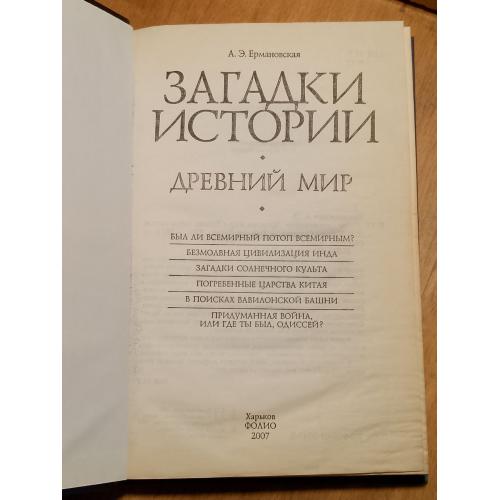 А. Э. Ермановская
ЗАГАДКИ
ИСТОРИИ
ДРЕВНИЙ МИР
БЫЛ ЛИ ВСЕМИРНЫЙ ПОТОП ВСЕМИРНЫМ?
БЕЗМОЛВНАЯ ЦИВИЛИЗАЦИЯ ИНДА
ЗАГАДКИ СОЛНЕЧНОГО КУЛЬТА
ПОГРЕБЕННЫЕ ЦАРСТВА КИТАЯ
В ПОИСКАХ ВАВИЛОНСКОЙ БАШНИ
ПРИДУМАННАЯ ВОЙНА,
ИЛИ ГДЕ ТЫ БЫЛ, ОДИССЕЙ?
Харьков
ФОЛИО
2007